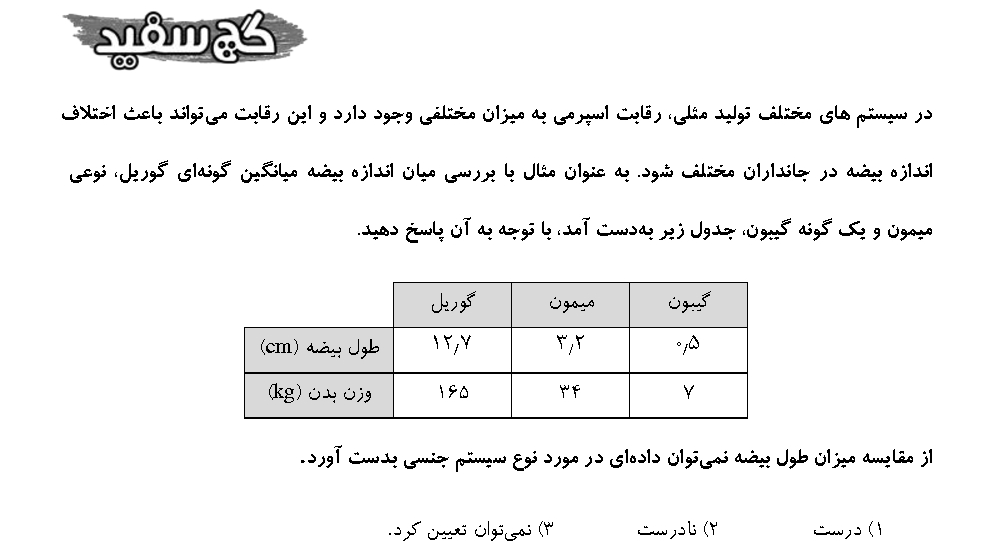 گچ سفید
در سیستم های مختلف تولید مثلی، رقابت اسپرمی به میزان مختلفی وجود دارد و این رقابت می‌تواند باعث اختلاف
اندازه بیضه در جانداران مختلف شود. به عنوان مثال با بررسی میان اندازه بیضه میانگین گونه‌ای گوریل، نوعی
میمون و یک گونه گیبون، جدول زیر به‌دست آمد، با توجه به آن پاسخ دهید.
گیبون میمون گوریل
طول بیضه (cm) ۱۲٫۷ ۳٫۲ ۰٫۵
وزن بدن (kg) ۱۶۵ ۳۴ ۷
از مقایسه میزان طول بیضه نمی‌توان داده‌ای در مورد نوع سیستم جنسی بدست آورد.
۱) درست ۲) نادرست ۳) نمی‌توان تعیین کرد.